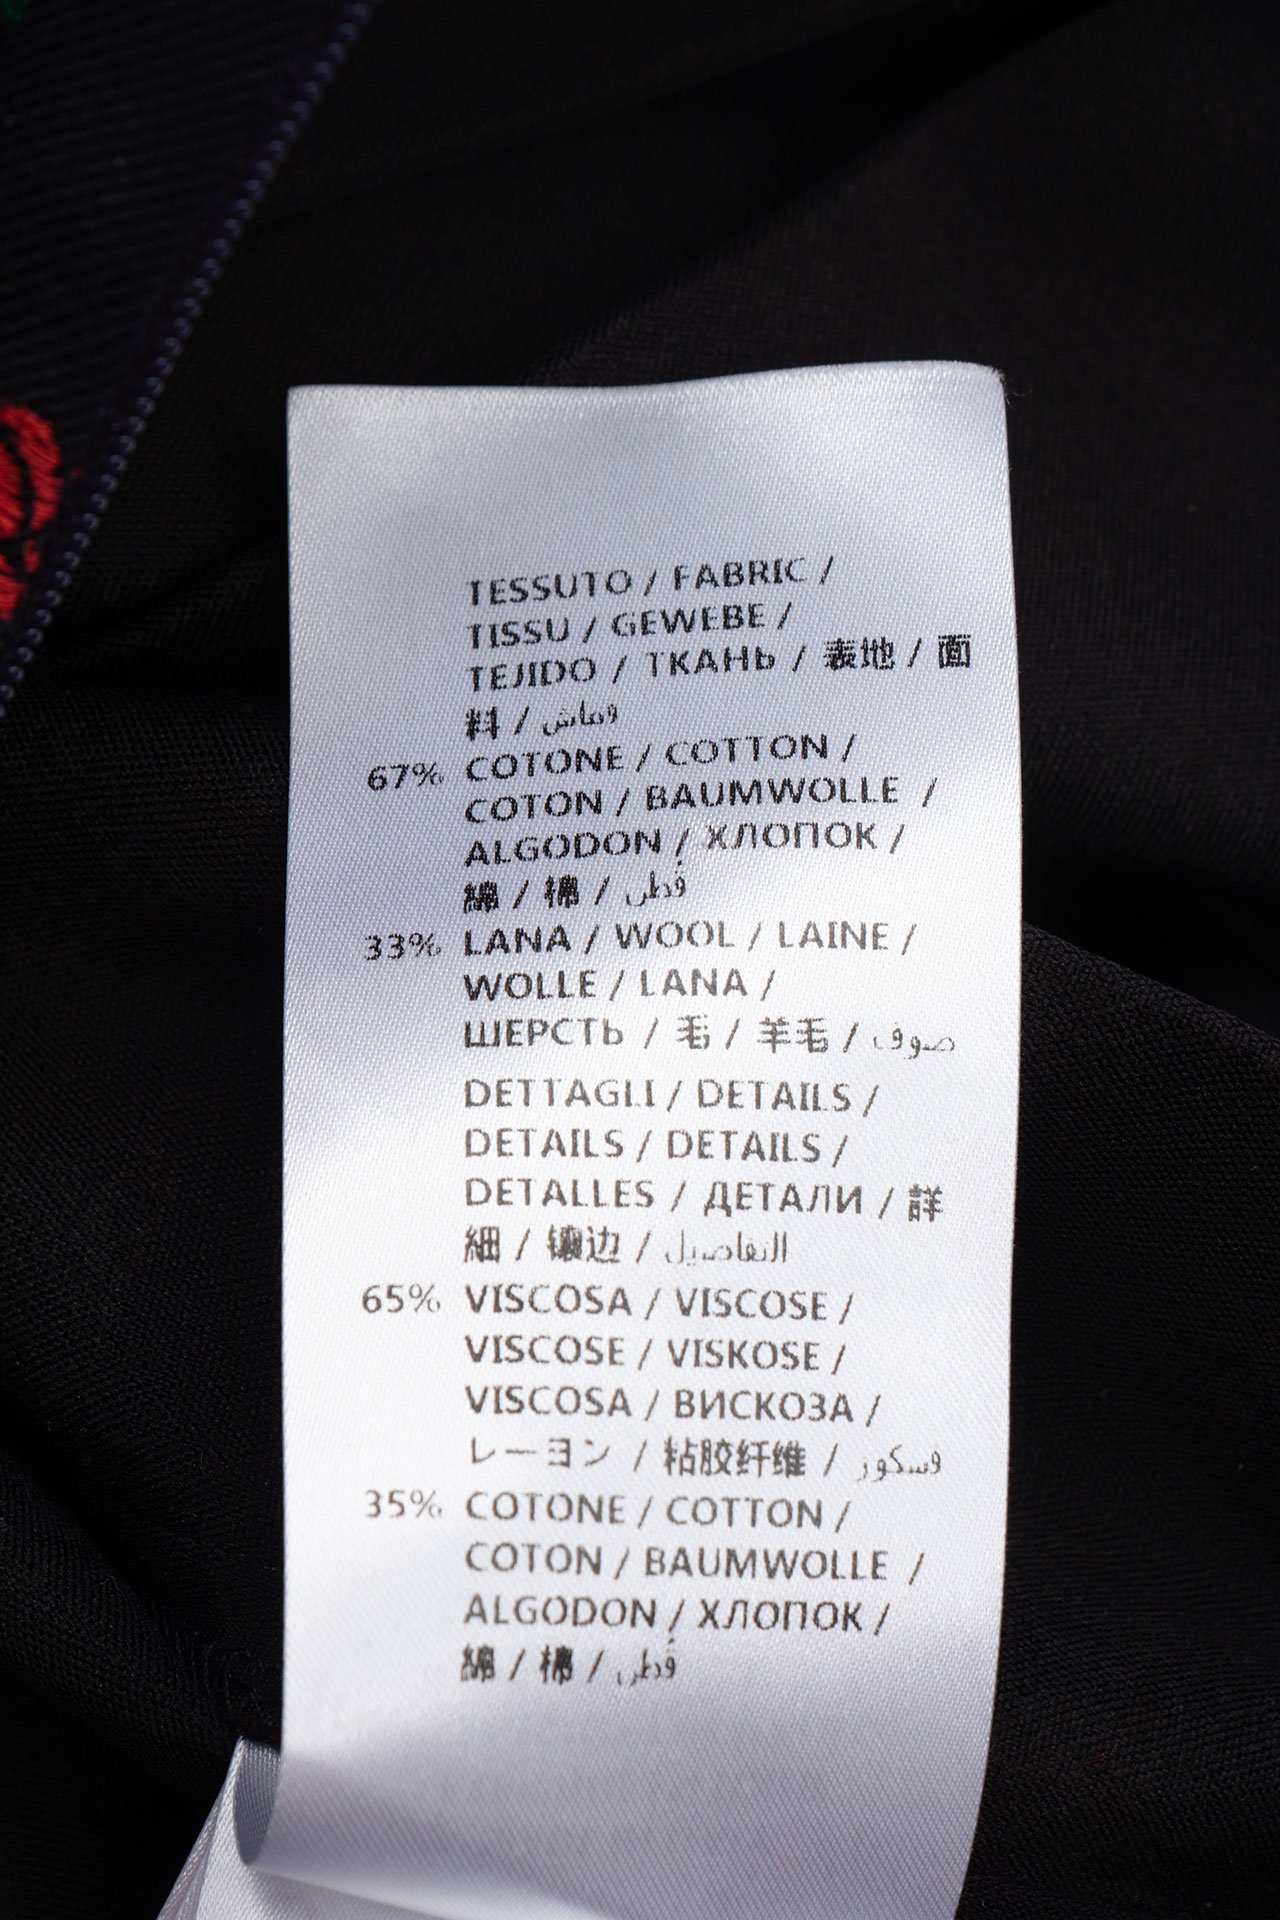 TESSUTO / FABRIC /
TISSU / GEWEBE /
TEJIDO / ТКАНЬ / 表地 / 面
料 / قماش
67% COTONE / COTTON /
COTON / BAUMWOLLE /
ALGODON / ХЛОПОК /
綿 / 棉 / قطن
33% LANA / WOOL / LAINE /
WOLLE / LANA /
ШЕРСТЬ / 毛 / 羊毛 / صوف
DETTAGLI / DETAILS /
DETAILS / DETAILS /
DETALLES / ДЕТАЛИ / 詳
細 / 镶边 / التفاصيل
65% VISCOSA / VISCOSE /
VISCOSE / VISKOSE /
VISCOSA / ВИСКОЗА /
レーヨン / 粘胶纤维 / فسكوز
35% COTONE / COTTON /
COTON / BAUMWOLLE /
ALGODON / ХЛОПОК /
綿 / 棉 / قطن